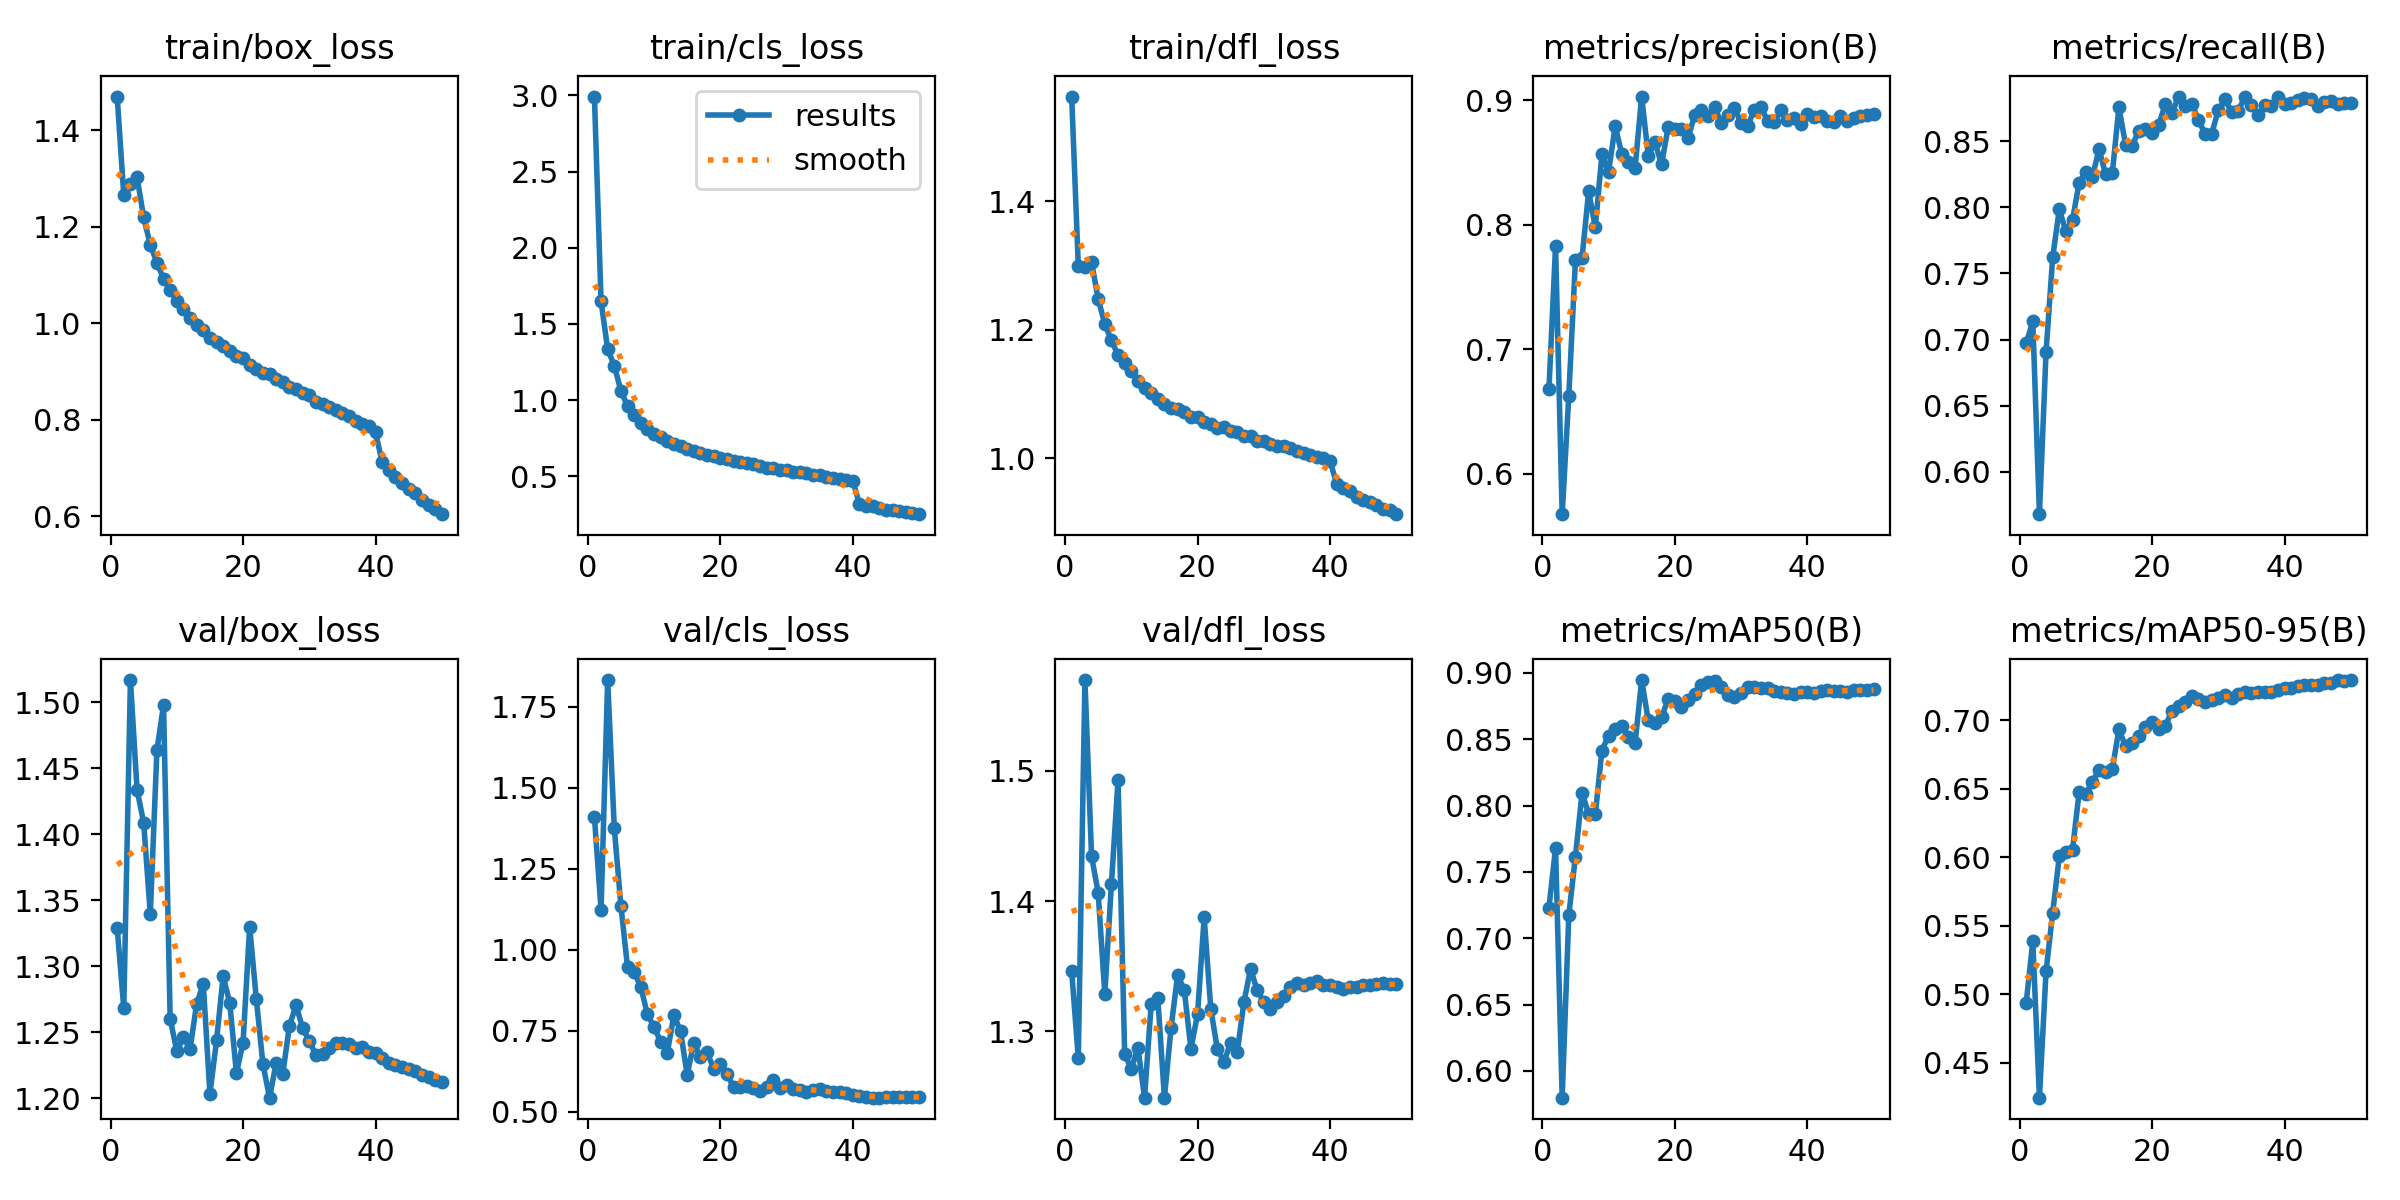 train/box_loss
1.4
1.2
1.0
0.8
0.6
0 20 40
train/cls_loss
3.0
2.5
2.0
1.5
1.0
0.5
0 20 40
results
smooth
train/dfl_loss
1.4
1.2
1.0
0 20 40
metrics/precision(B)
0.9
0.8
0.7
0.6
0 20 40
metrics/recall(B)
0.85
0.80
0.75
0.70
0.65
0.60
0 20 40
val/box_loss
1.50
1.45
1.40
1.35
1.30
1.25
1.20
0 20 40
val/cls_loss
1.75
1.50
1.25
1.00
0.75
0.50
0 20 40
val/dfl_loss
1.5
1.4
1.3
0 20 40
metrics/mAP50(B)
0.90
0.85
0.80
0.75
0.70
0.65
0.60
0 20 40
metrics/mAP50-95(B)
0.70
0.65
0.60
0.55
0.50
0.45
0 20 40